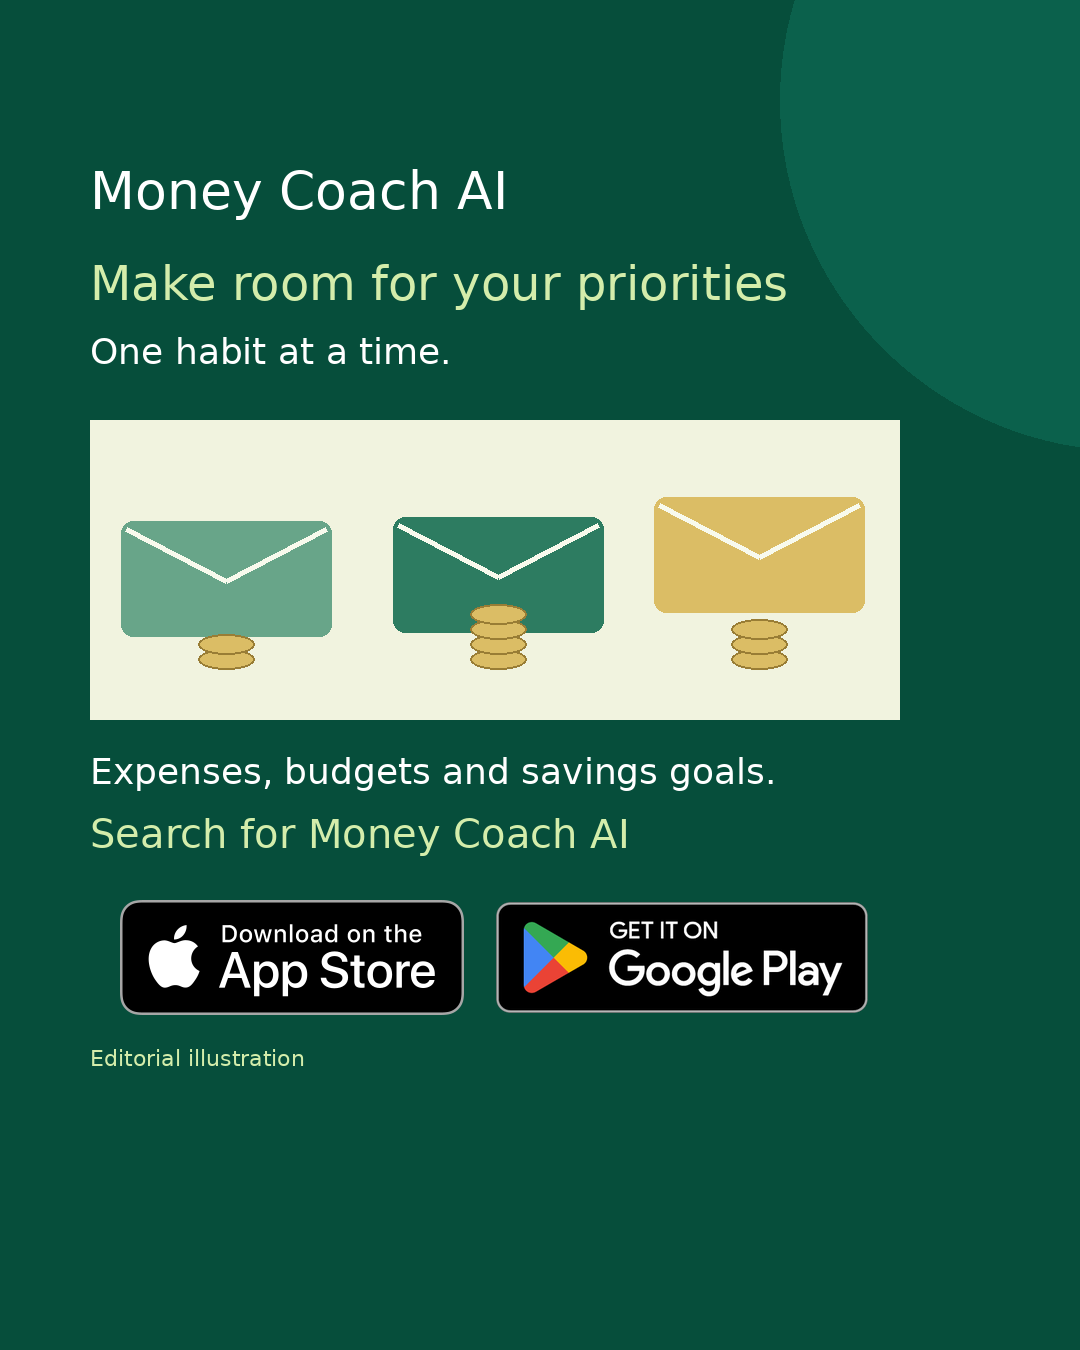 Money Coach AI
Make room for your priorities
One habit at a time.
Expenses, budgets and savings goals.
Search for Money Coach AI
Download on the
App Store
GET IT ON
Google Play
Editorial illustration